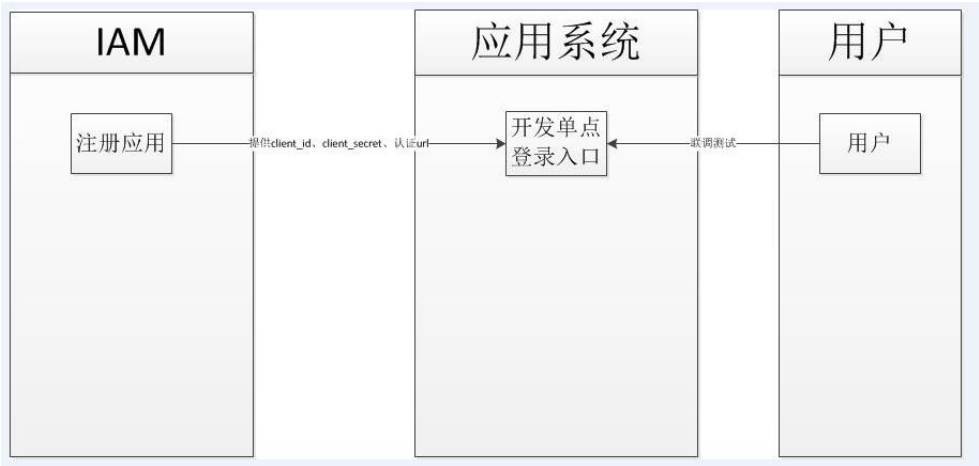 IAM
应用系统
用户
注册应用
提供client_id、client_secret、认证url
开发单点
登录入口
联调测试
用户